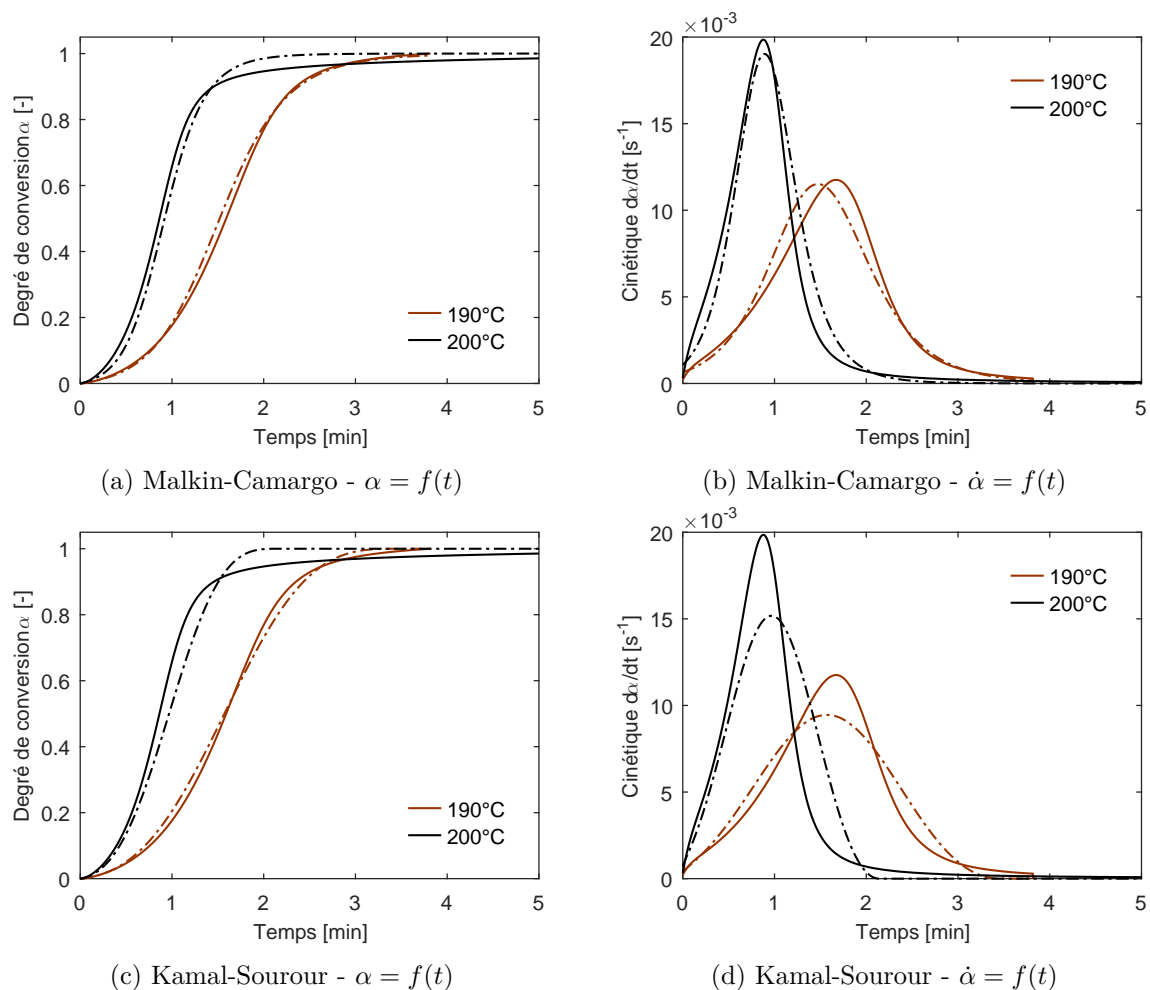 Degré de conversion α [-]
0
0.2
0.4
0.6
0.8
1
0 1 2 3 4 5
Temps [min]
190°C
200°C
(a) Malkin-Camargo - α = f(t)
×10⁻³
Cinétique dα/dt [s⁻¹]
0
5
10
15
20
0 1 2 3 4 5
Temps [min]
190°C
200°C
(b) Malkin-Camargo - α̇ = f(t)
Degré de conversion α [-]
0
0.2
0.4
0.6
0.8
1
0 1 2 3 4 5
Temps [min]
190°C
200°C
(c) Kamal-Sourour - α = f(t)
×10⁻³
Cinétique dα/dt [s⁻¹]
0
5
10
15
20
0 1 2 3 4 5
Temps [min]
190°C
200°C
(d) Kamal-Sourour - α̇ = f(t)